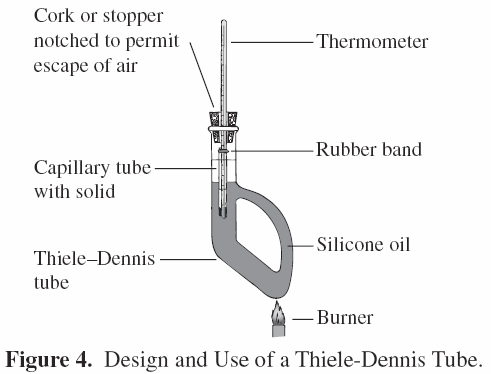 Cork or stopper
notched to permit
escape of air
Thermometer
Rubber band
Capillary tube
with solid
Silicone oil
Thiele–Dennis
tube
Burner
Figure 4. Design and Use of a Thiele-Dennis Tube.